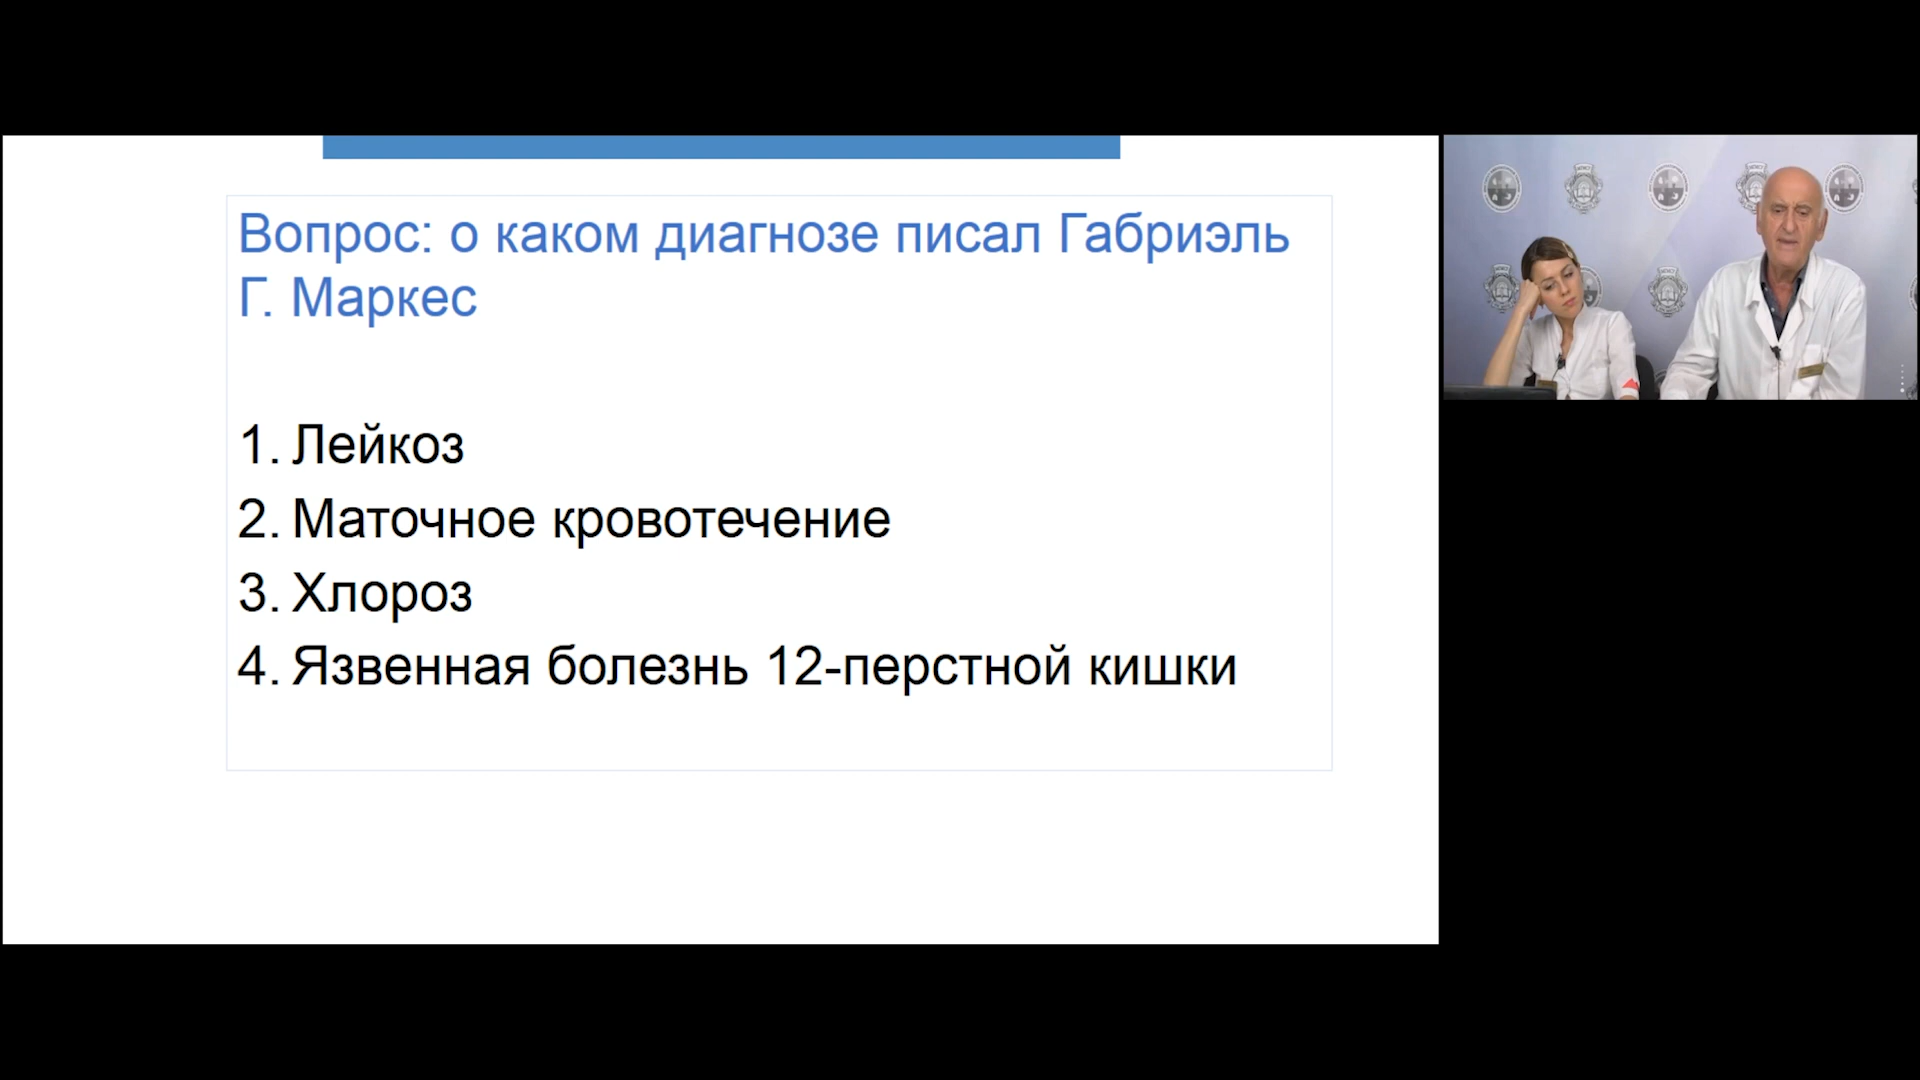 Вопрос: о каком диагнозе писал Габриэль
Г. Маркес
1. Лейкоз
2. Маточное кровотечение
3. Хлороз
4. Язвенная болезнь 12-перстной кишки